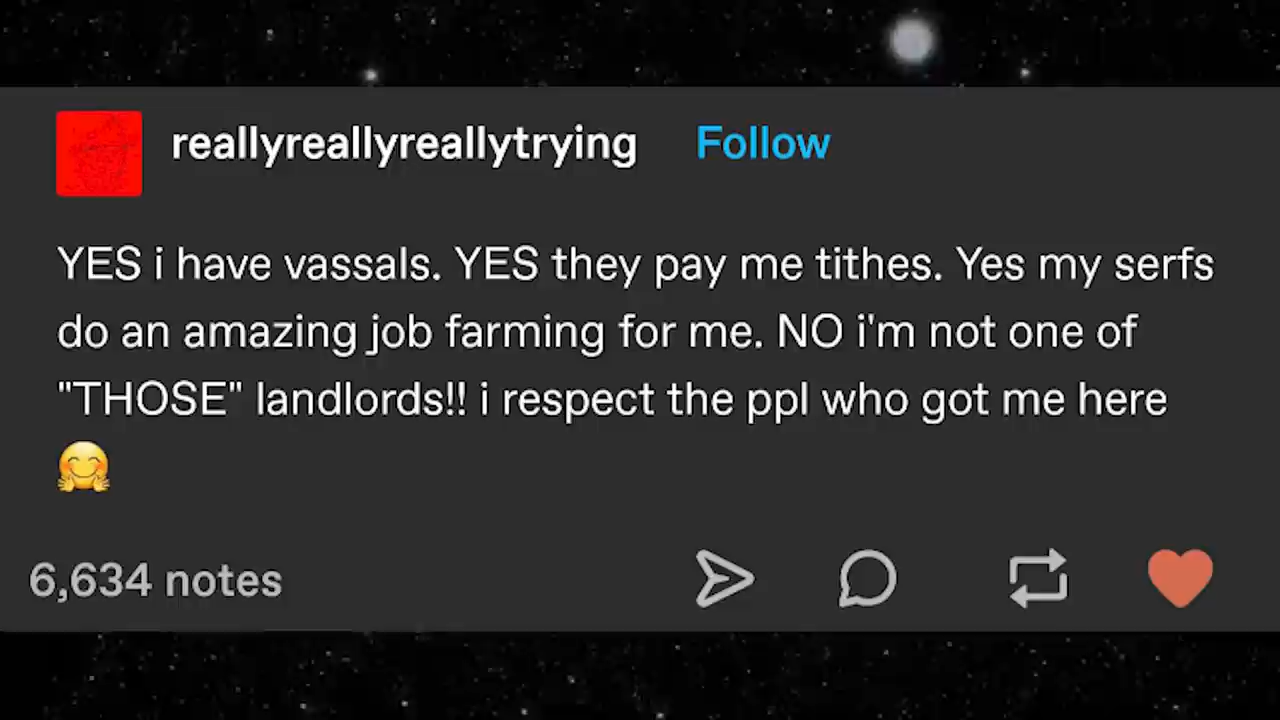 reallyreallyreallytrying Follow
YES i have vassals. YES they pay me tithes. Yes my serfs
do an amazing job farming for me. NO i'm not one of
"THOSE" landlords!! i respect the ppl who got me here
🤗
6,634 notes